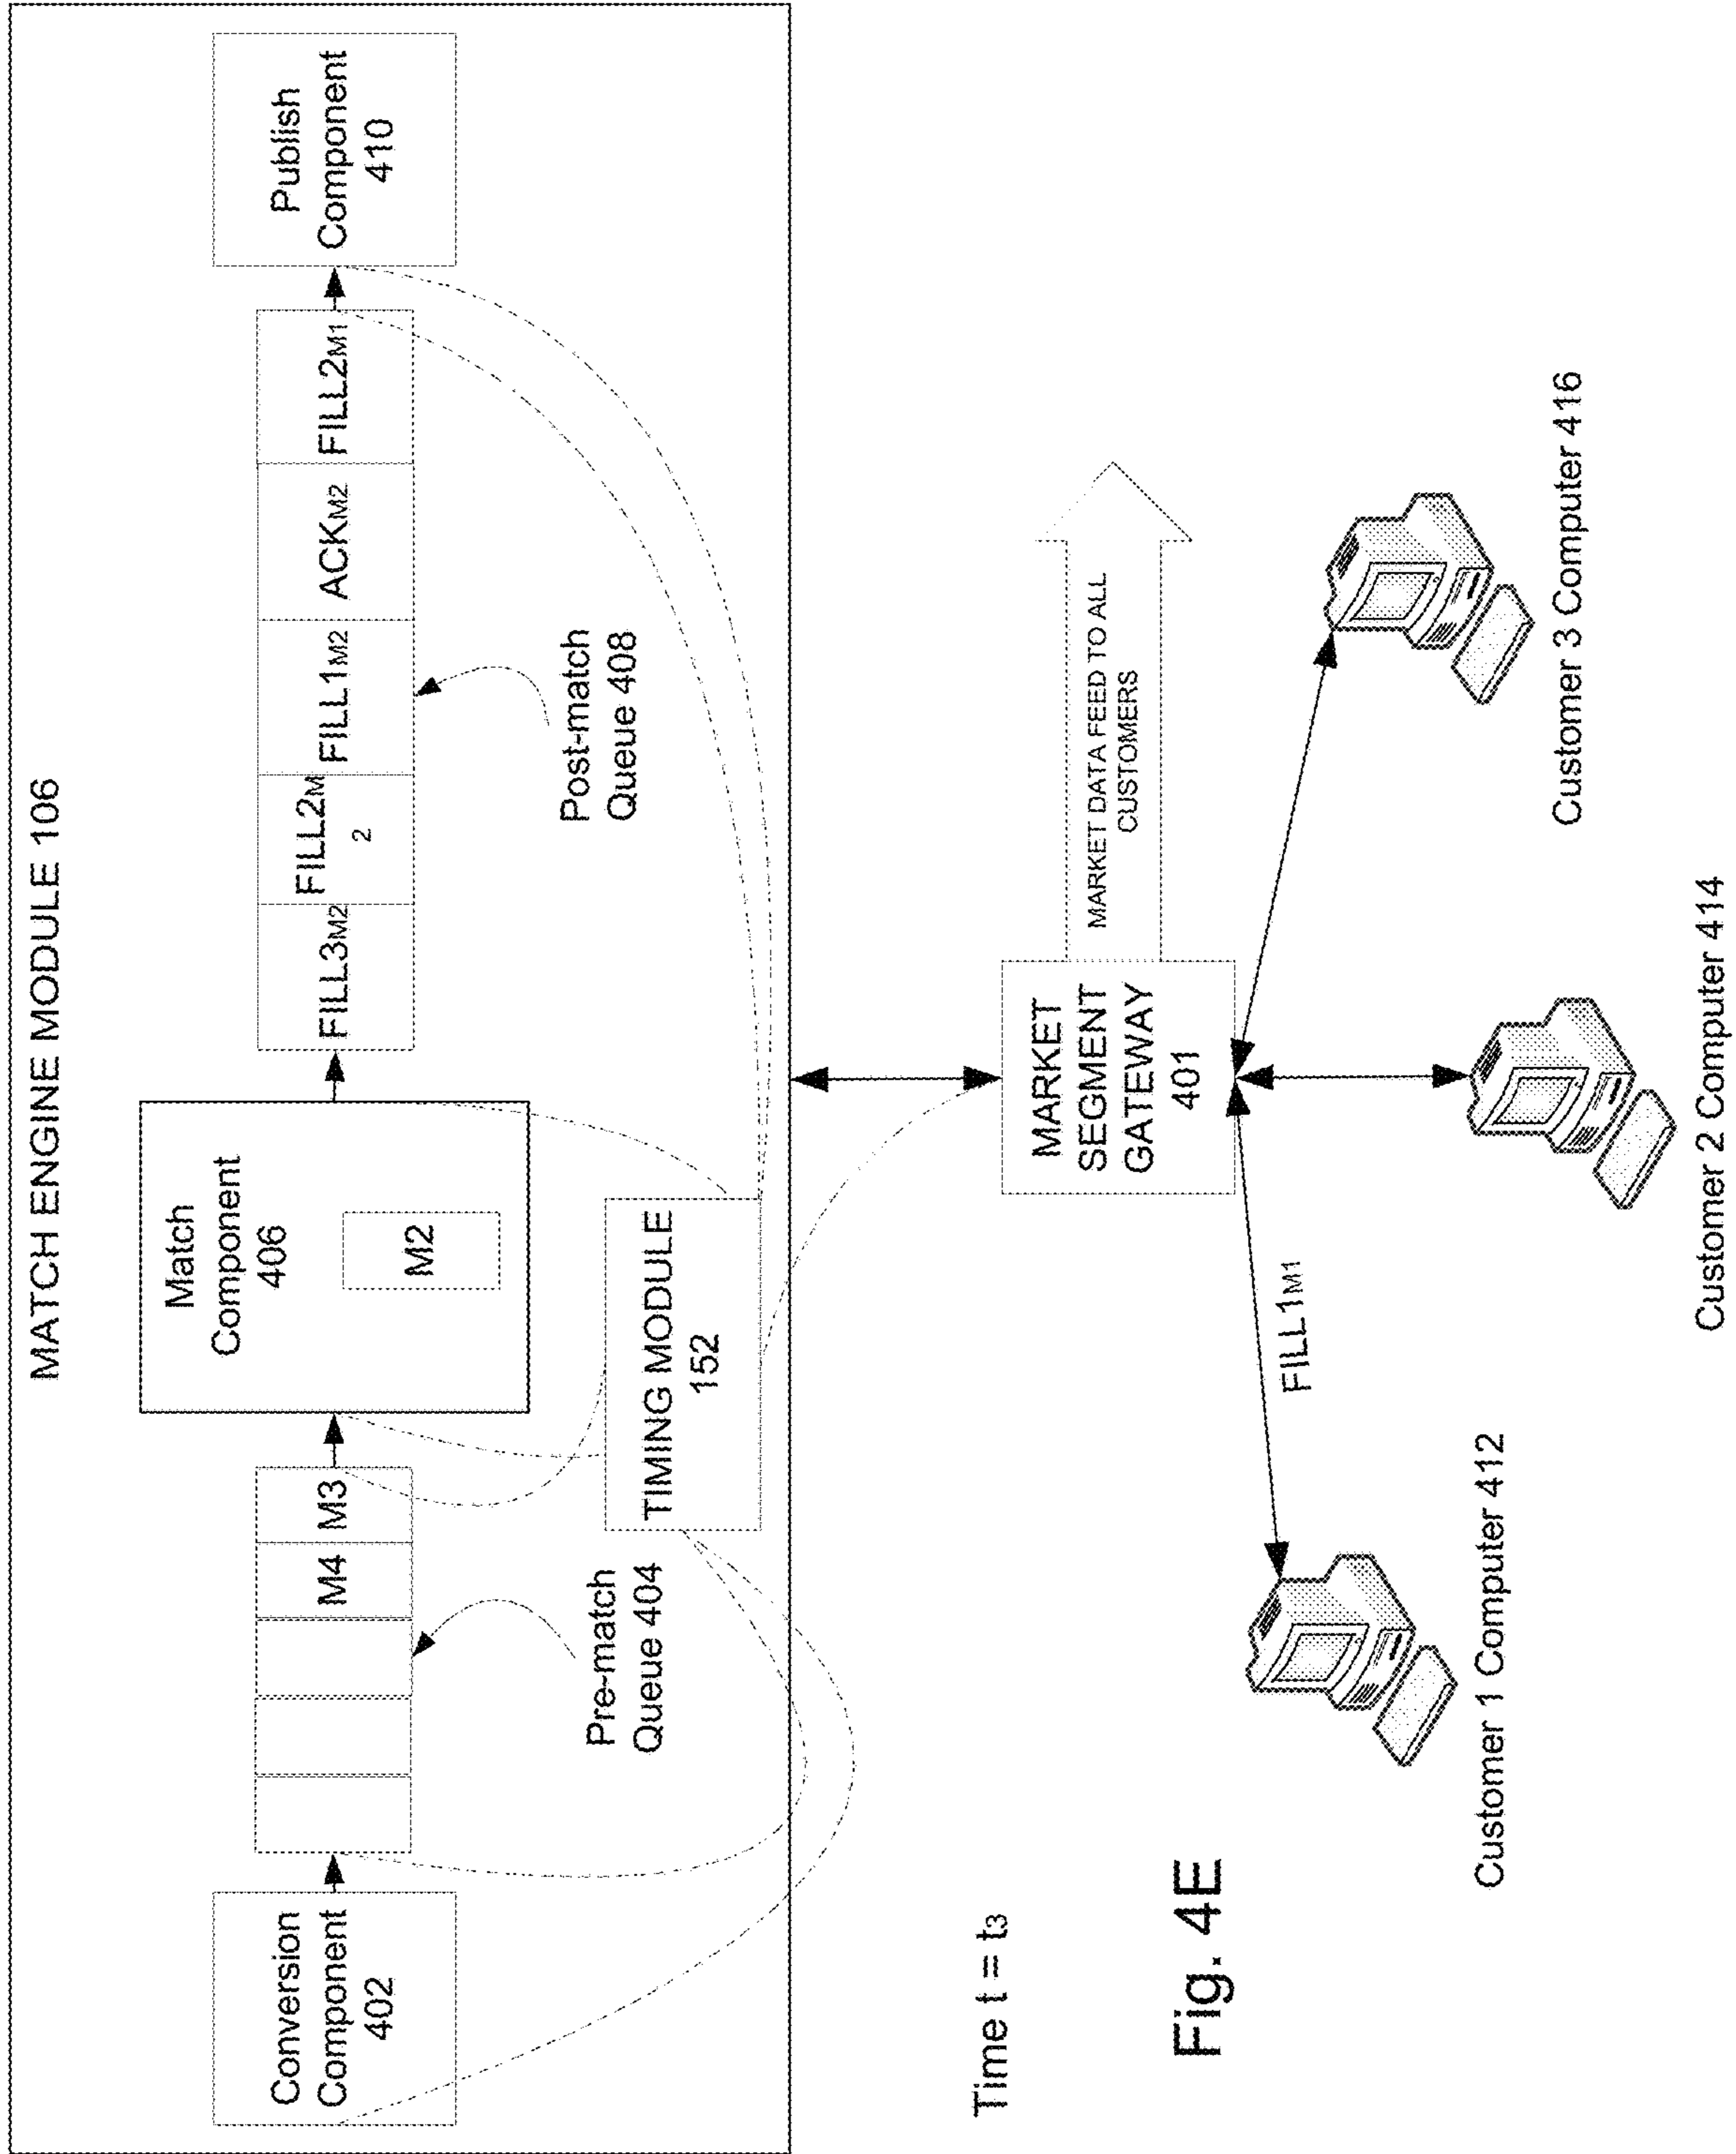 MATCH ENGINE MODULE 106
Conversion
Component
402
M4
M3
Pre-match
Queue 404
Match
Component
406
M2
TIMING MODULE
152
FILL3M2
FILL2M
2
FILL1M2
ACKM2
FILL2M1
Post-match
Queue 408
Publish
Component
410
Time t = t3
MARKET
SEGMENT
GATEWAY
401
MARKET DATA FEED TO ALL
CUSTOMERS
FILL1M1
Customer 1 Computer 412
Customer 2 Computer 414
Customer 3 Computer 416
Fig. 4E